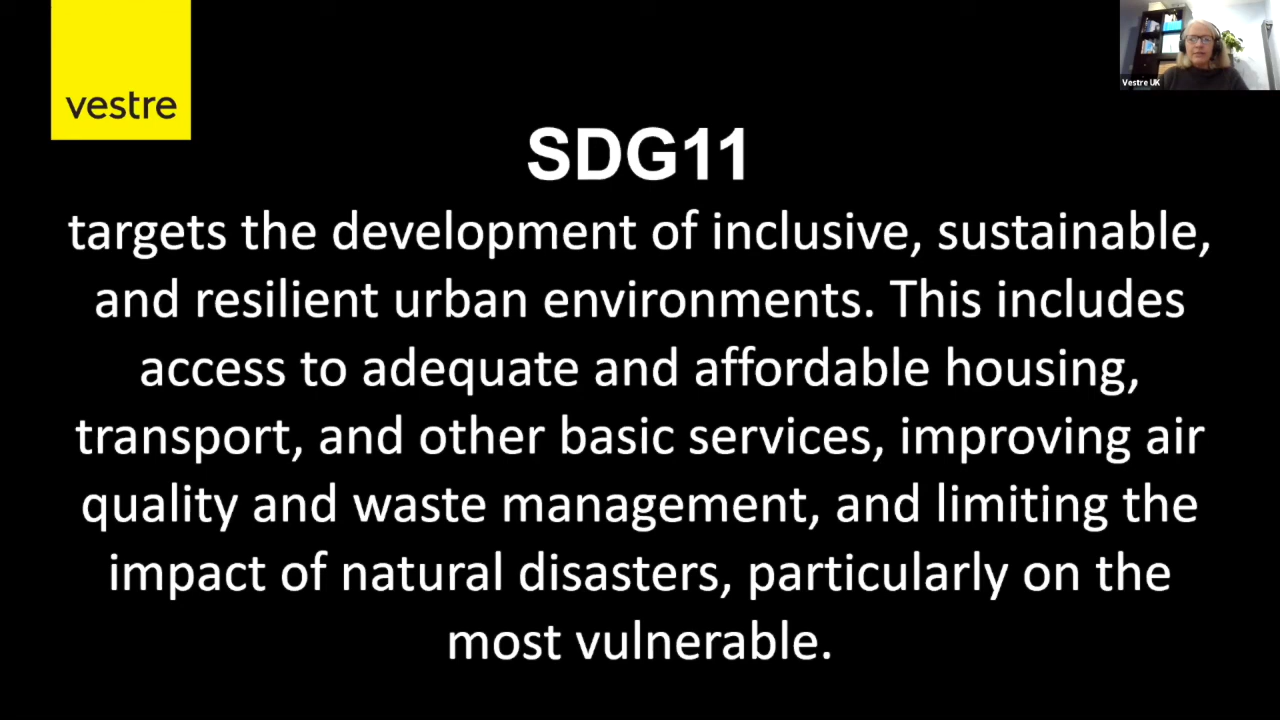 vestre
Vestre UK
SDG11
targets the development of inclusive, sustainable,
and resilient urban environments. This includes
access to adequate and affordable housing,
transport, and other basic services, improving air
quality and waste management, and limiting the
impact of natural disasters, particularly on the
most vulnerable.